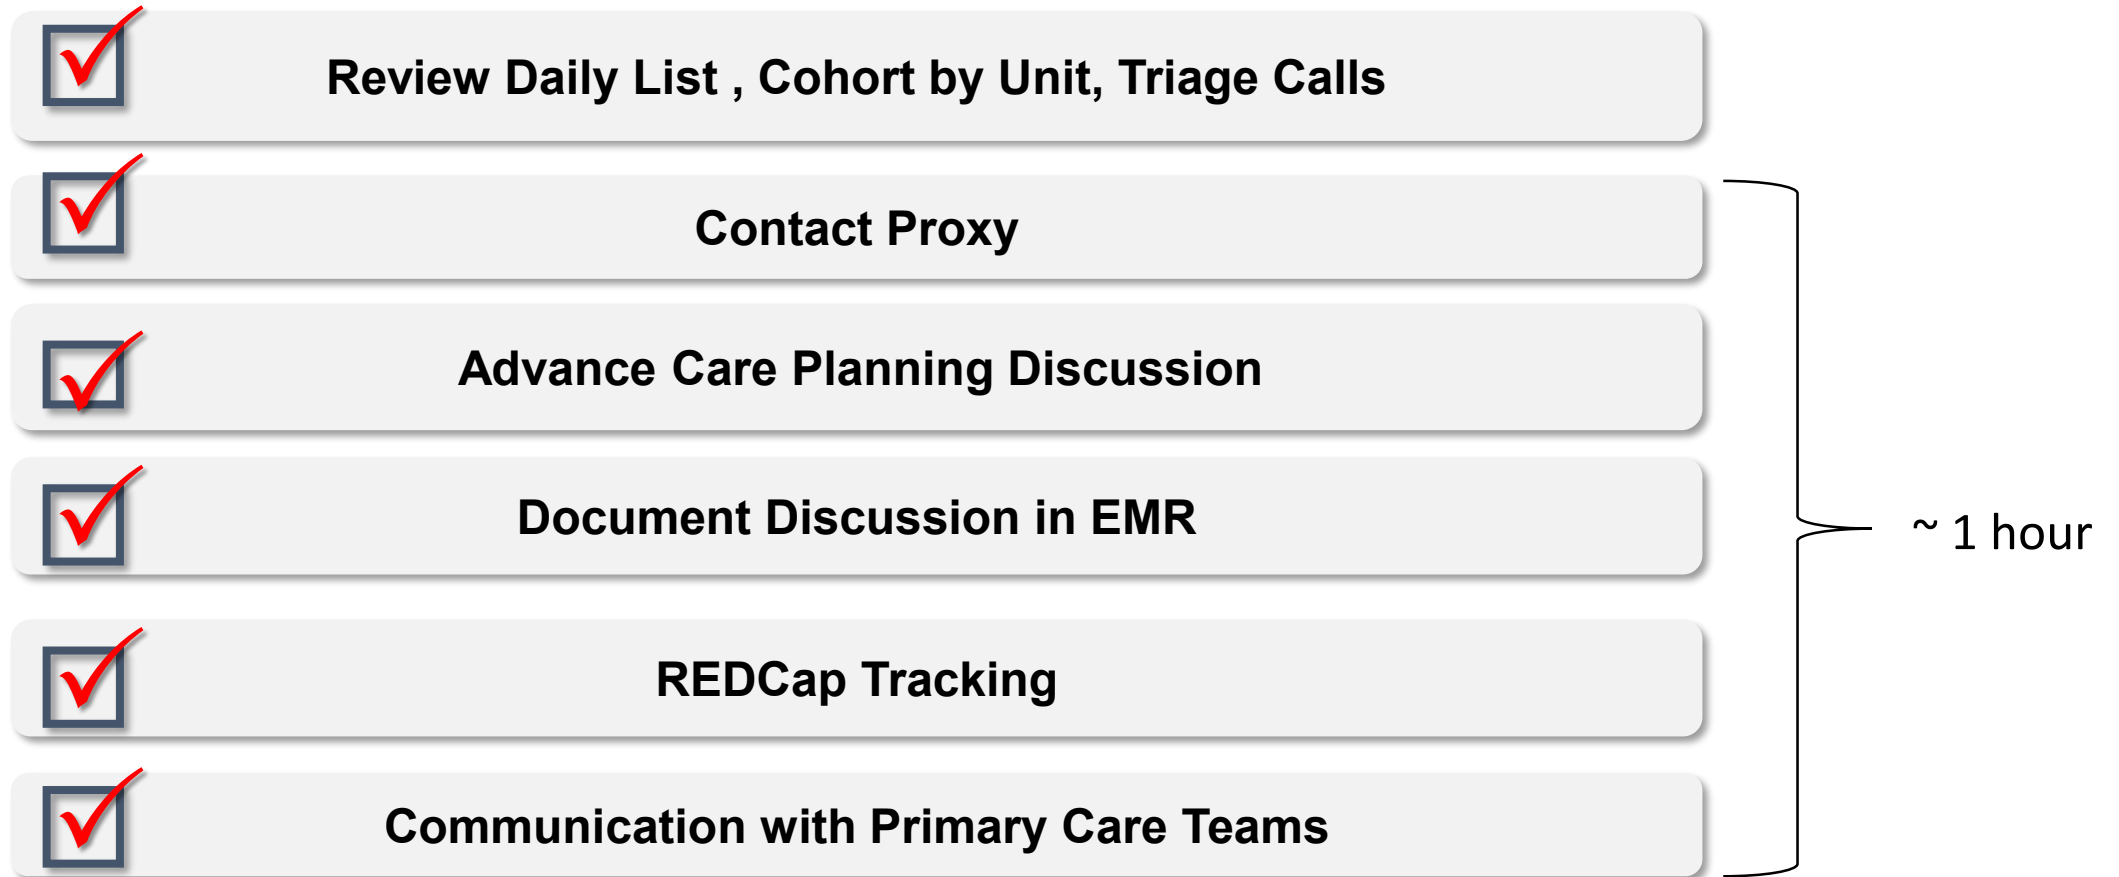 Review Daily List , Cohort by Unit, Triage Calls
Contact Proxy
Advance Care Planning Discussion
Document Discussion in EMR
~ 1 hour
REDCap Tracking
Communication with Primary Care Teams